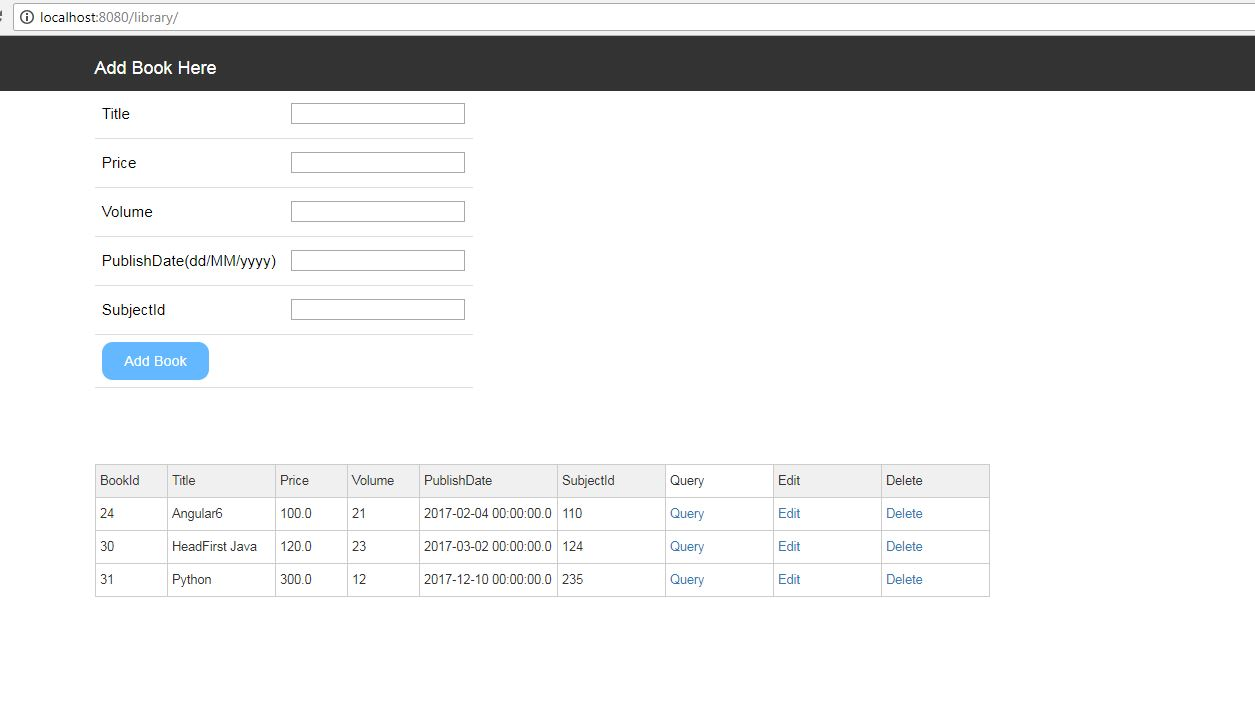 localhost:8080/library/
Add Book Here
Title
Price
Volume
PublishDate(dd/MM/yyyy)
SubjectId
Add Book
BookId Title Price Volume PublishDate SubjectId Query Edit Delete
24 Angular6 100.0 21 2017-02-04 00:00:00.0 110 Query Edit Delete
30 HeadFirst Java 120.0 23 2017-03-02 00:00:00.0 124 Query Edit Delete
31 Python 300.0 12 2017-12-10 00:00:00.0 235 Query Edit Delete